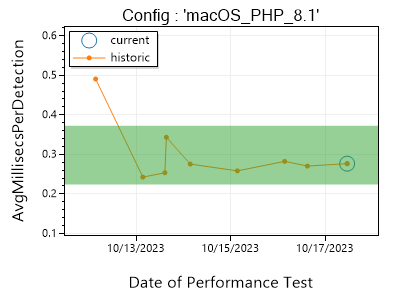 Config : 'macOS_PHP_8.1'
current
historic
0.6
0.5
0.4
0.3
0.2
0.1
AvgMillisecsPerDetection
10/13/2023 10/15/2023 10/17/2023
Date of Performance Test